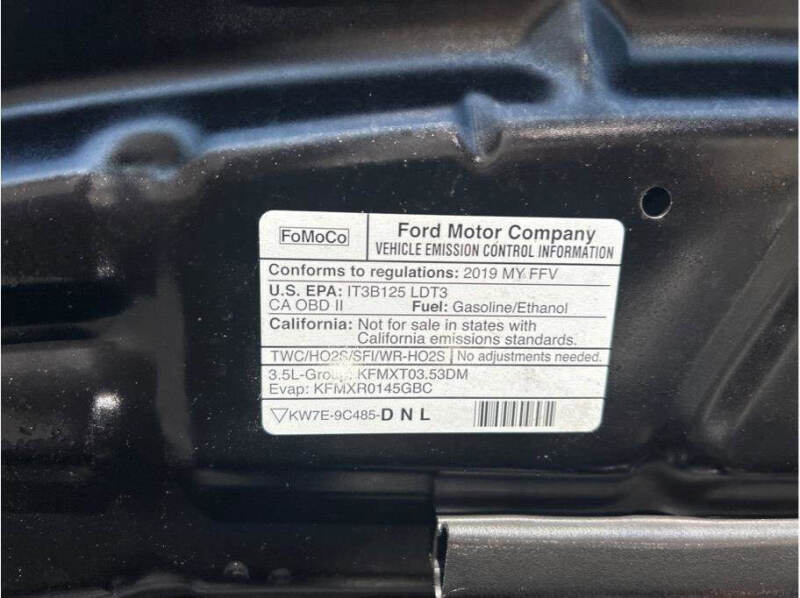 FoMoCo
Ford Motor Company
VEHICLE EMISSION CONTROL INFORMATION
Conforms to regulations: 2019 MY FFV
U.S. EPA: IT3B125 LDT3
CA OBD II Fuel: Gasoline/Ethanol
California: Not for sale in states with
California emissions standards.
TWC/HO2S/SFI/WR-HO2S No adjustments needed.
3.5L-Group: KFMXT03.53DM
Evap: KFMXR0145GBC
▽KW7E-9C485-D N L